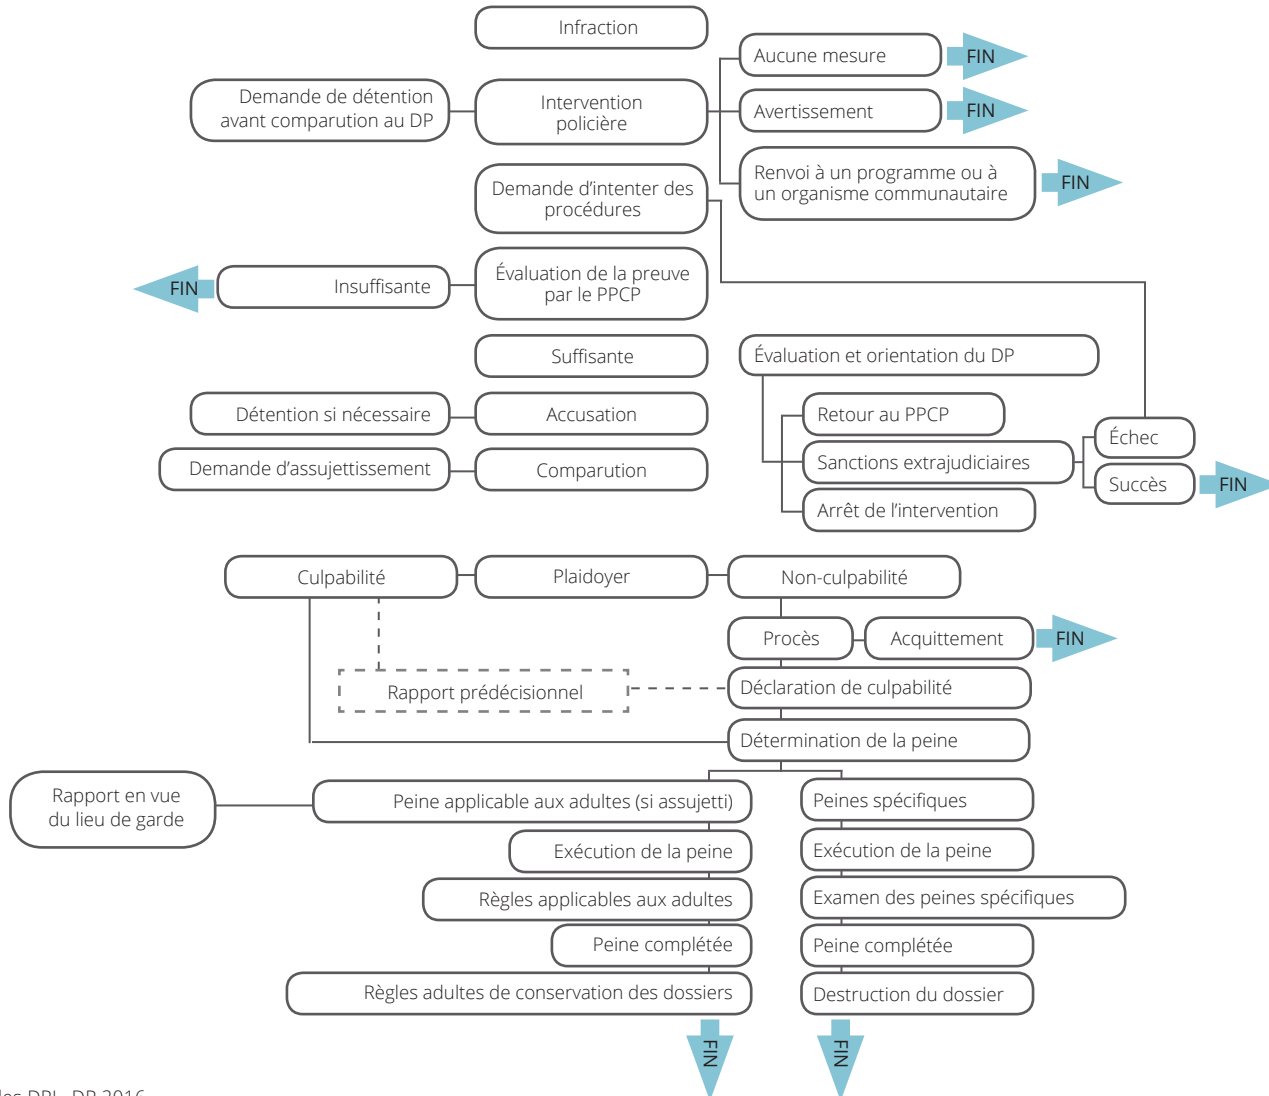 Infraction
Aucune mesure
FIN
Demande de détention
avant comparution au DP
Intervention
policière
Avertissement
FIN
Renvoi à un programme ou à
un organisme communautaire
FIN
Demande d'intenter des
procédures
FIN
Insuffisante
Évaluation de la preuve
par le PPCP
Suffisante
Évaluation et orientation du DP
Détention si nécessaire
Accusation
Retour au PPCP
Échec
Demande d'assujettissement
Comparution
Sanctions extrajudiciaires
Succès
FIN
Arrêt de l'intervention
Culpabilité
Plaidoyer
Non-culpabilité
Procès
Acquittement
FIN
Rapport prédécisionnel
Déclaration de culpabilité
Détermination de la peine
Rapport en vue
du lieu de garde
Peine applicable aux adultes (si assujetti)
Peines spécifiques
Exécution de la peine
Exécution de la peine
Règles applicables aux adultes
Examen des peines spécifiques
Peine complétée
Peine complétée
Règles adultes de conservation des dossiers
Destruction du dossier
FIN
FIN